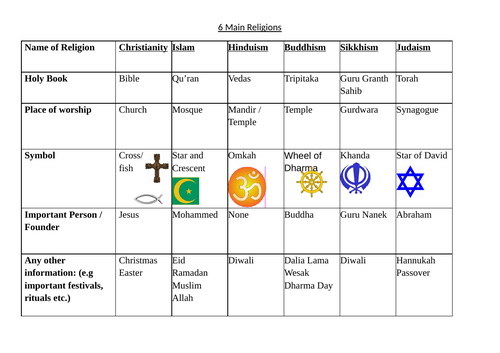 6 Main Religions
Name of Religion Christianity Islam Hinduism Buddhism Sikkhism Judaism
Holy Book Bible Qu’ran Vedas Tripitaka Guru Granth
Sahib Torah
Place of worship Church Mosque Mandir /
Temple Temple Gurdwara Synagogue
Symbol Cross/
fish Star and
Crescent Omkah Wheel of
Dharma Khanda Star of David
ॐ
Important Person /
Founder Jesus Mohammed None Buddha Guru Nanek Abraham
Any other
information: (e.g
important festivals,
rituals etc.) Christmas
Easter Eid
Ramadan
Muslim
Allah Diwali Dalia Lama
Wesak
Dharma Day Diwali Hannukah
Passover